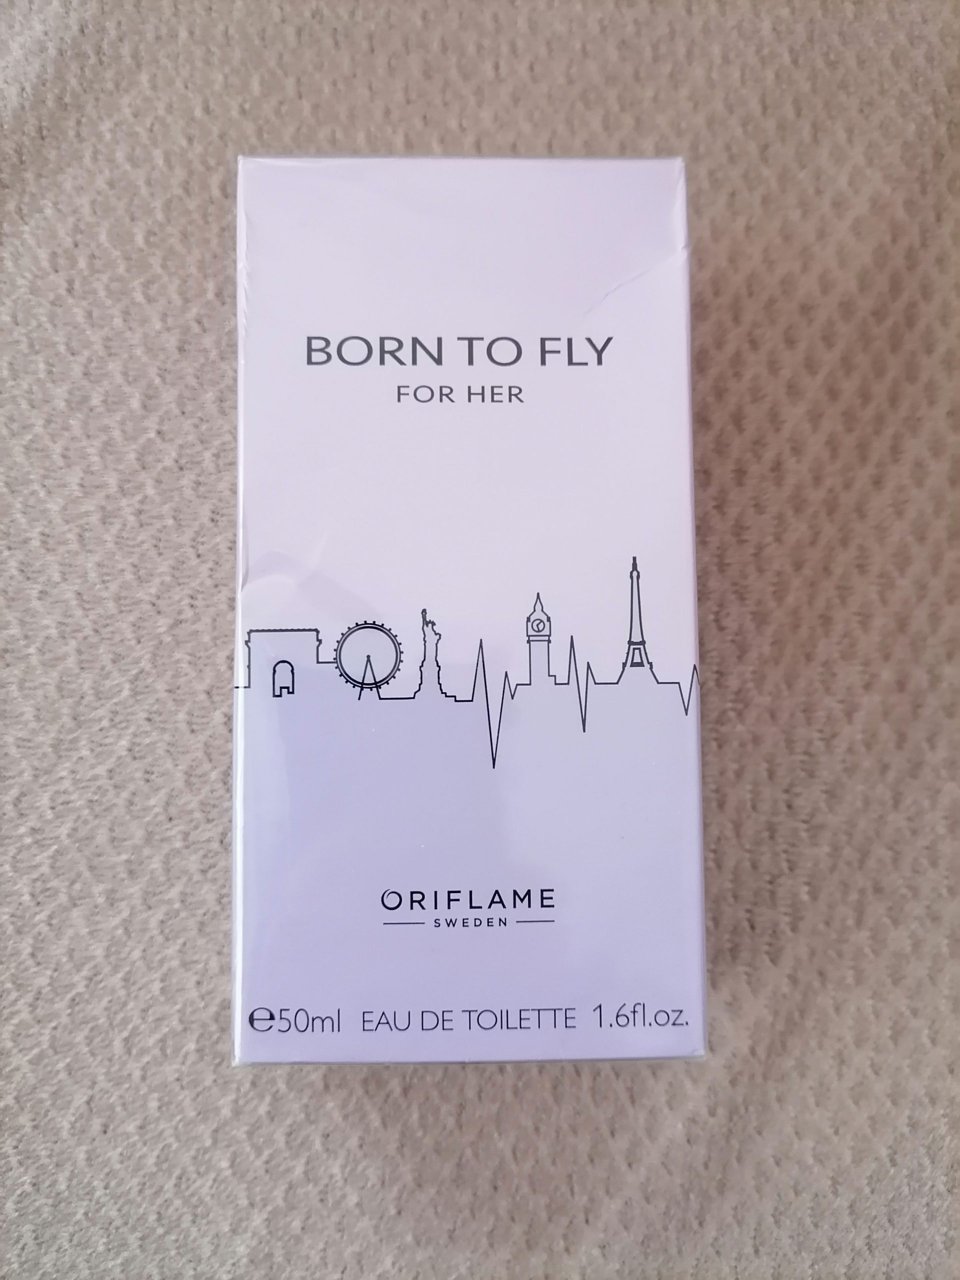 BORN TO FLY
FOR HER
ORIFLAME
SWEDEN
℮50ml EAU DE TOILETTE 1.6fl.oz.